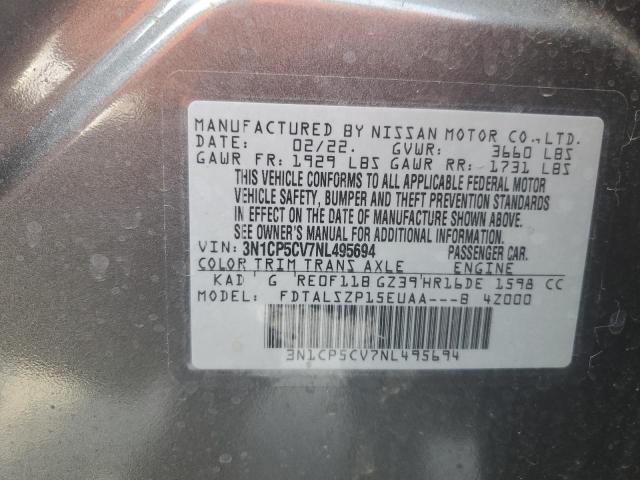 MANUFACTURED BY NISSAN MOTOR CO., LTD.
DATE: 02/22. GVWR: 3660 LBS
GAWR FR: 1929 LBS GAWR RR: 1731 LBS
THIS VEHICLE CONFORMS TO ALL APPLICABLE FEDERAL MOTOR
VEHICLE SAFETY, BUMPER AND THEFT PREVENTION STANDARDS
IN EFFECT ON THE DATE OF MANUFACTURE SHOWN ABOVE.
SEE OWNER'S MANUAL FOR ADDITIONAL INFORMATION.
VIN: 3N1CP5CV7NL495694 PASSENGER CAR.
COLOR TRIM TRANS AXLE ENGINE
KAD G RE0F11B GZ39 HR16DE 1598 CC
MODEL: FDTALSZP15EUAA---B 4Z000
3N1CP5CV7NL495694